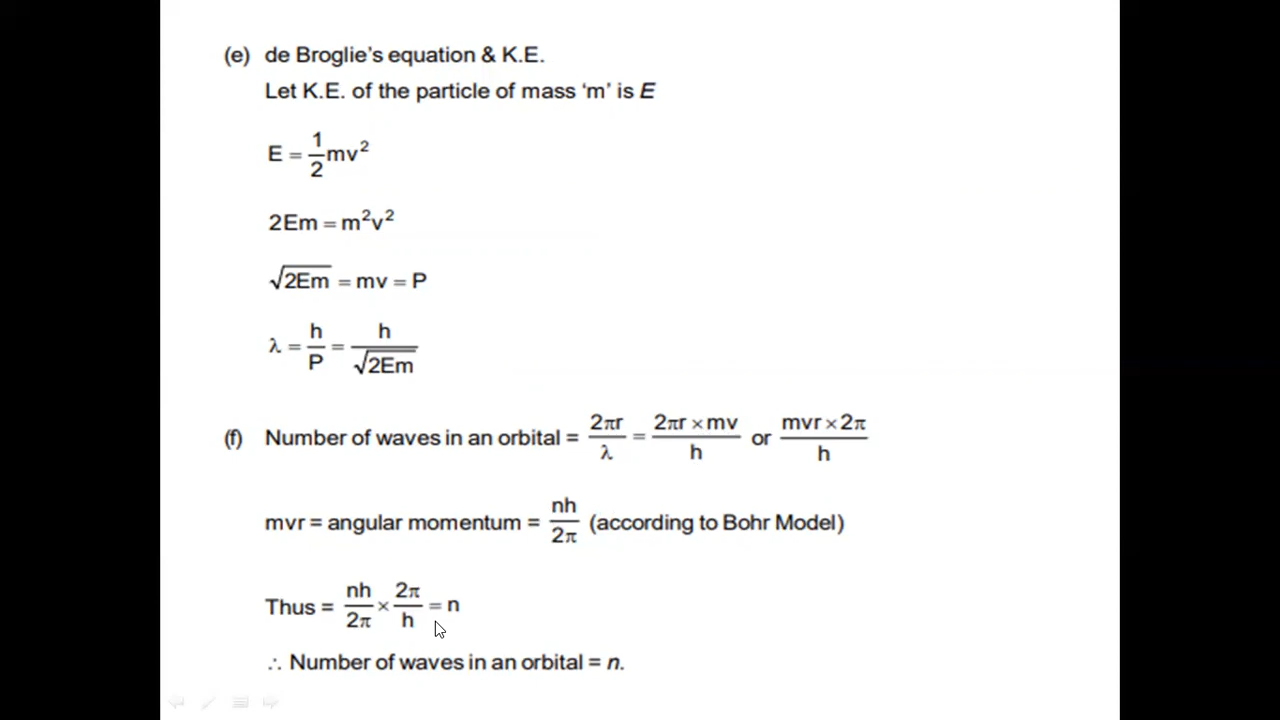 (e) de Broglie's equation & K.E.
Let K.E. of the particle of mass 'm' is E
E = 1/2 mv²
2Em = m²v²
√2Em = mv = P
λ = h/P = h/√2Em
(f) Number of waves in an orbital = 2πr/λ = 2πr × mv/h or mvr × 2π/h
mvr = angular momentum = nh/2π (according to Bohr Model)
Thus = nh/2π × 2π/h = n
∴ Number of waves in an orbital = n.